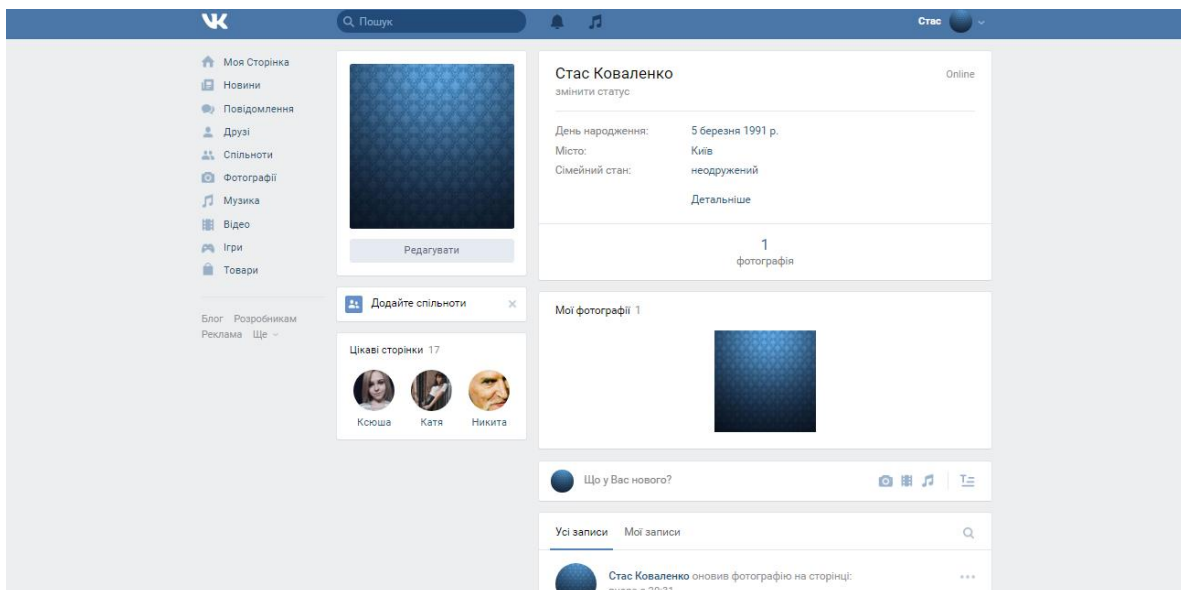 VK
Пошук
Стас
Моя Сторінка
Новини
Повідомлення
Друзі
Спільноти
Фотографії
Музика
Відео
Ігри
Товари
Блог Розробникам
Реклама Ще
Редагувати
Додайте спільноти
Цікаві сторінки 17
Ксюша Катя Никита
Стас Коваленко Online
змінити статус
День народження: 5 березня 1991 р.
Місто: Київ
Сімейний стан: неодружений
Детальніше
1
фотографія
Мої фотографії 1
Що у Вас нового?
Усі записи Мої записи
Стас Коваленко оновив фотографію на сторінці: